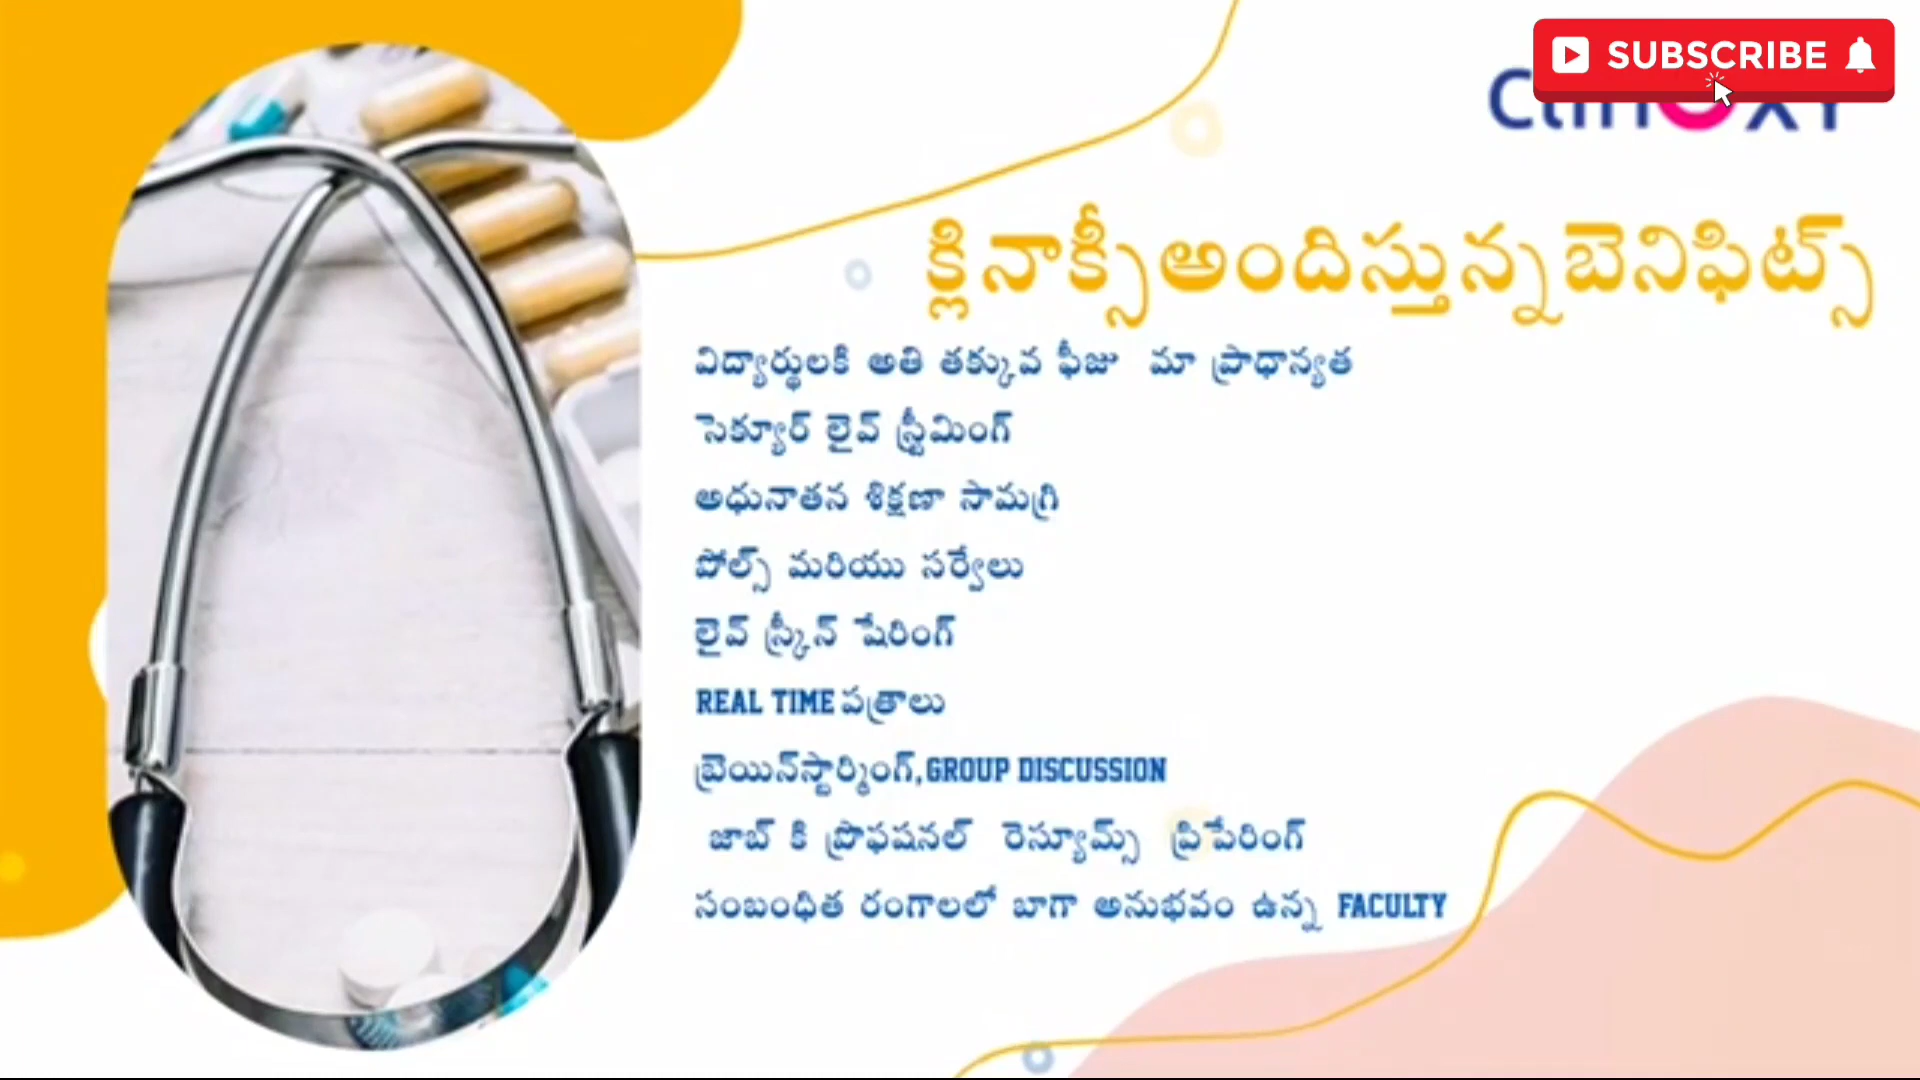 SUBSCRIBE
క్లినాక్సీ అందిస్తున్న బెనిఫిట్స్
విద్యార్థులకీ అతి తక్కువ ఫీజు మా ప్రాధాన్యత
సెక్యూర్ లైవ్ స్ట్రీమింగ్
అధునాతన శిక్షణా సామగ్రి
పోల్స్ మరియు సర్వేలు
లైవ్ స్క్రీన్ షేరింగ్
REAL TIME పత్రాలు
బ్రెయిన్‌స్టార్మింగ్, GROUP DISCUSSION
జాబ్ కి ప్రొఫషనల్ రెస్యూమ్స్ ప్రిపేరింగ్
సంబంధిత రంగాలలో బాగా అనుభవం ఉన్న FACULTY